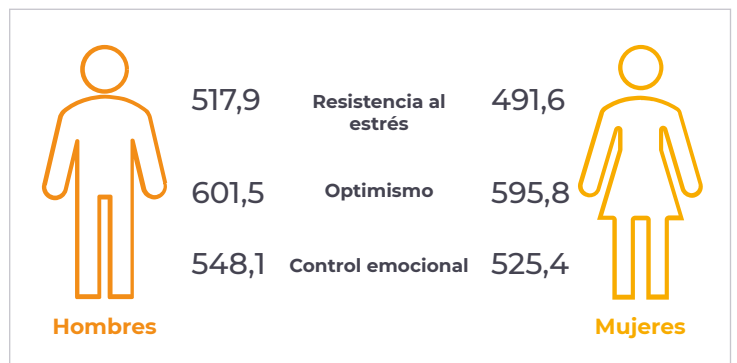 517,9 Resistencia al estrés 491,6
601,5 Optimismo 595,8
548,1 Control emocional 525,4
Hombres Mujeres